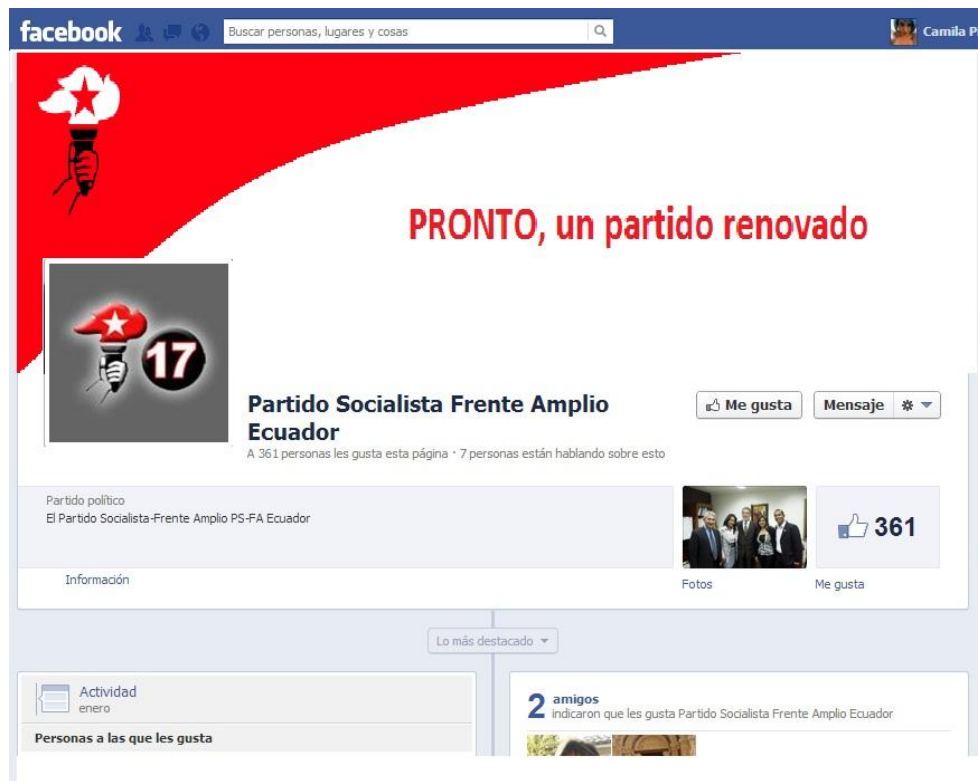 facebook
Buscar personas, lugares y cosas
Camila P
PRONTO, un partido renovado
17
Partido Socialista Frente Amplio
Ecuador
A 361 personas les gusta esta página · 7 personas están hablando sobre esto
Me gusta
Mensaje
Partido político
El Partido Socialista-Frente Amplio PS-FA Ecuador
361
Información
Fotos
Me gusta
Lo más destacado
Actividad
enero
Personas a las que les gusta
2 amigos
indicaron que les gusta Partido Socialista Frente Amplio Ecuador